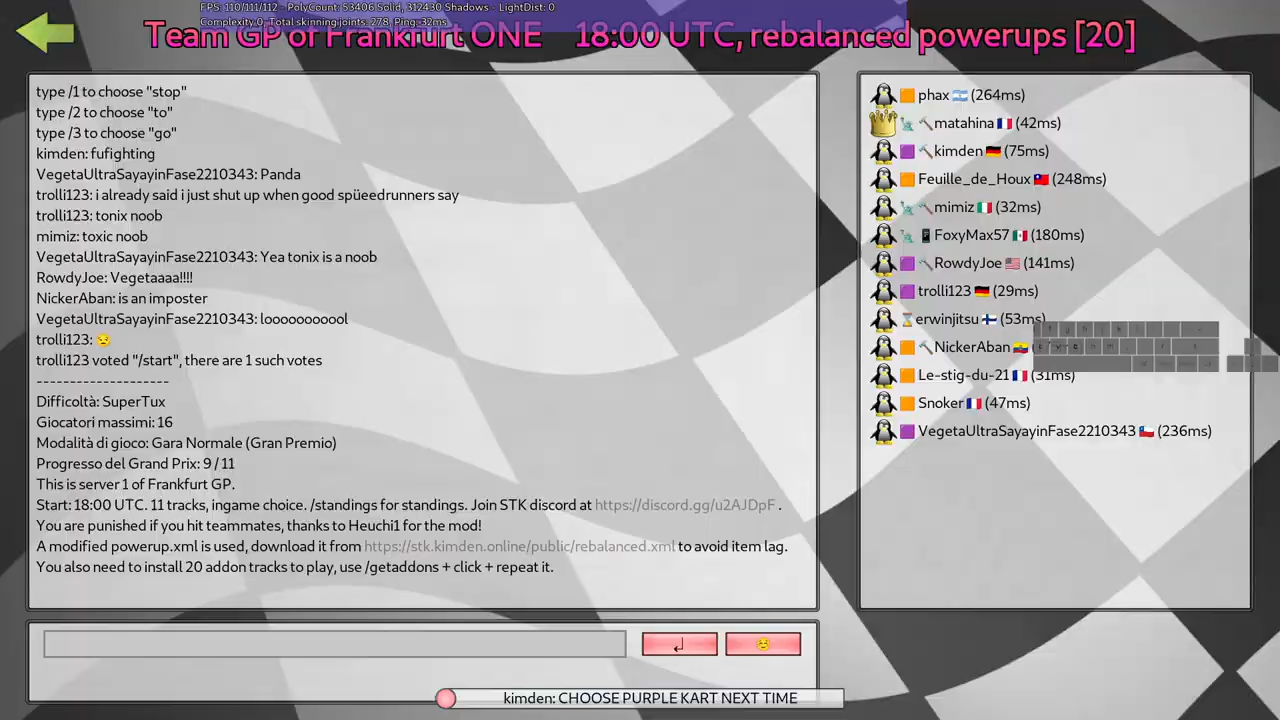 FPS: 110/111/112 - PolyCount: 53406 Solid, 312430 Shadows - LightDist: 0
Complexity 0, Total skinning joints: 278, Ping: 32ms
Team GP of Frankfurt ONE 18:00 UTC, rebalanced powerups [20]
type /1 to choose "stop"
type /2 to choose "to"
type /3 to choose "go"
kimden: fufighting
VegetaUltraSayayinFase2210343: Panda
trolli123: i already said i just shut up when good spüeedrunners say
trolli123: tonix noob
mimiz: toxic noob
VegetaUltraSayayinFase2210343: Yea tonix is a noob
RowdyJoe: Vegetaaa!!!!
NickerAban: is an imposter
VegetaUltraSayayinFase2210343: looooooooool
trolli123: 😒
trolli123 voted "/start", there are 1 such votes
--------------------
Difficoltà: SuperTux
Giocatori massimi: 16
Modalità di gioco: Gara Normale (Gran Premio)
Progresso del Grand Prix: 9 / 11
This is server 1 of Frankfurt GP.
Start: 18:00 UTC. 11 tracks, ingame choice. /standings for standings. Join STK discord at https://discord.gg/u2AJDpF .
You are punished if you hit teammates, thanks to Heuchi1 for the mod!
A modified powerup.xml is used, download it from https://stk.kimden.online/public/rebalanced.xml to avoid item lag.
You also need to install 20 addon tracks to play, use /getaddons + click + repeat it.
phax (264ms)
matahina (42ms)
kimden (75ms)
Feuille_de_Houx (248ms)
mimiz (32ms)
FoxyMax57 (180ms)
RowdyJoe (141ms)
trolli123 (29ms)
erwinjitsu (53ms)
NickerAban
Le-stig-du-21 (31ms)
Snoker (47ms)
VegetaUltraSayayinFase2210343 (236ms)
kimden: CHOOSE PURPLE KART NEXT TIME